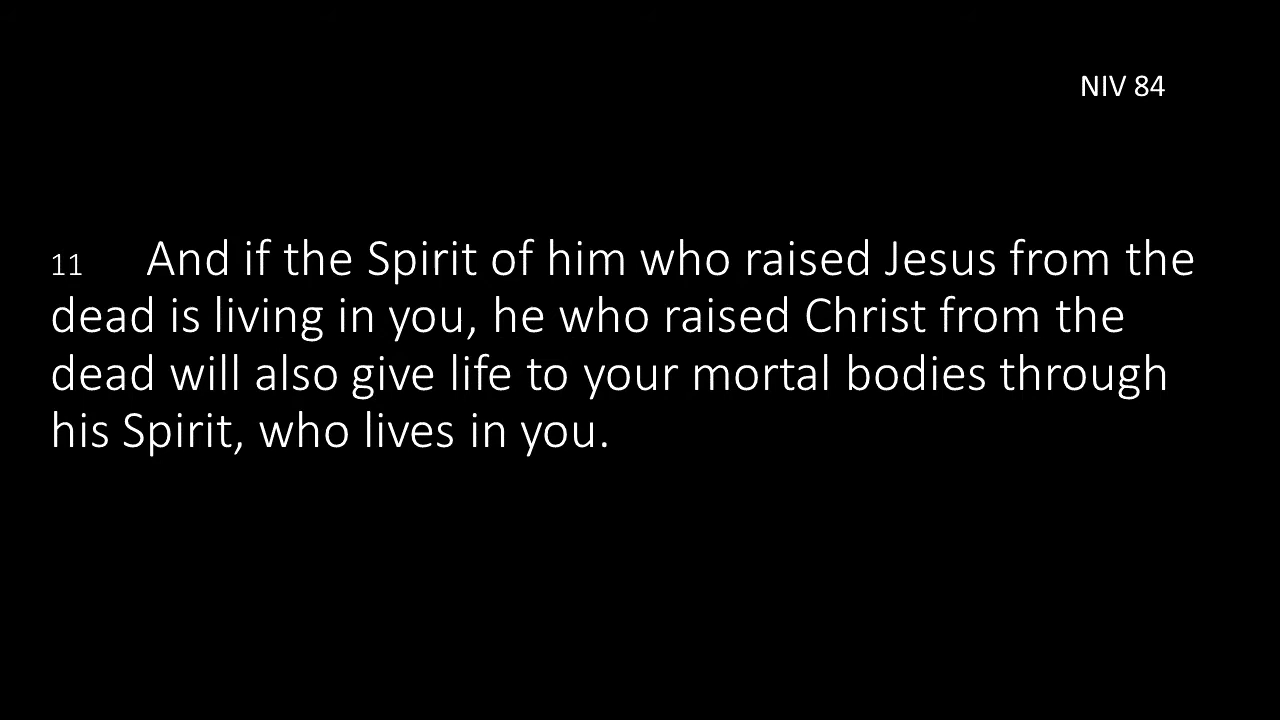 NIV 84
11 And if the Spirit of him who raised Jesus from the
dead is living in you, he who raised Christ from the
dead will also give life to your mortal bodies through
his Spirit, who lives in you.